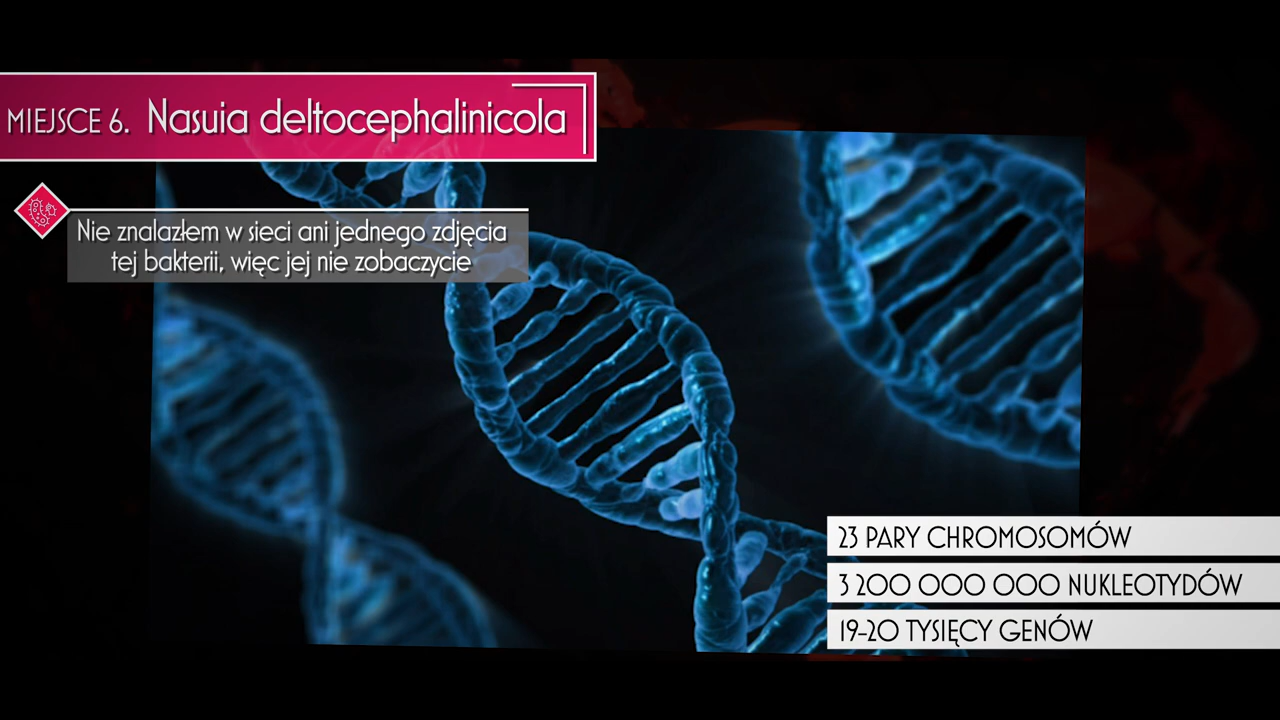 MIEJSCE 6. Nasuia deltocephalinicola
Nie znalazłem w sieci ani jednego zdjęcia
tej bakterii, więc jej nie zobaczycie
23 PARY CHROMOSOMÓW
3 200 000 000 NUKLEOTYDÓW
19-20 TYSIĘCY GENÓW